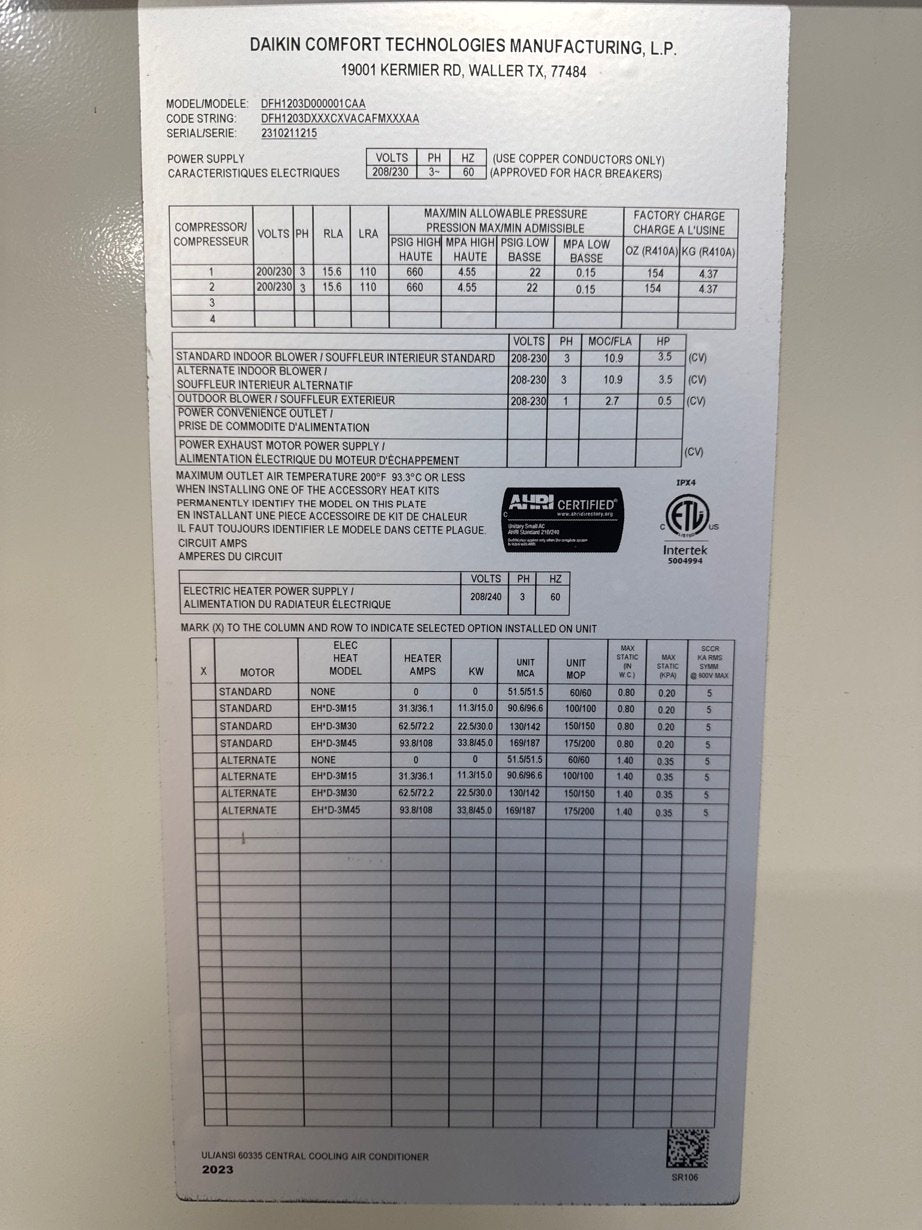 DAIKIN COMFORT TECHNOLOGIES MANUFACTURING, L.P.
19001 KERMIER RD, WALLER TX, 77484
MODEL/MODELE: DFH1203D000001CAA
CODE STRING: DFH1203DXXXCXVACAFMXXXAA
SERIAL/SERIE: 2310211215
POWER SUPPLY
CARACTERISTIQUES ELECTRIQUES
VOLTS PH HZ (USE COPPER CONDUCTORS ONLY)
208/230 3~ 60 (APPROVED FOR HACR BREAKERS)
COMPRESSOR/ COMPRESSEUR VOLTS PH RLA LRA
MAX/MIN ALLOWABLE PRESSURE
PRESSION MAX/MIN ADMISSIBLE
FACTORY CHARGE
CHARGE A L'USINE
PSIG HIGH HAUTE MPA HIGH HAUTE PSIG LOW BASSE MPA LOW BASSE OZ (R410A) KG (R410A)
1 200/230 3 15.6 110 660 4.55 22 0.15 154 4.37
2 200/230 3 15.6 110 660 4.55 22 0.15 154 4.37
3
4
VOLTS PH MOC/FLA HP
STANDARD INDOOR BLOWER / SOUFFLEUR INTERIEUR STANDARD 208-230 3 10.9 3.5 (CV)
ALTERNATE INDOOR BLOWER /
SOUFFLEUR INTERIEUR ALTERNATIF 208-230 3 10.9 3.5 (CV)
OUTDOOR BLOWER / SOUFFLEUR EXTERIEUR 208-230 1 2.7 0.5 (CV)
POWER CONVENIENCE OUTLET /
PRISE DE COMMODITE D'ALIMENTATION
POWER EXHAUST MOTOR POWER SUPPLY /
ALIMENTATION ÉLECTRIQUE DU MOTEUR D'ÉCHAPPEMENT (CV)
MAXIMUM OUTLET AIR TEMPERATURE 200°F 93.3°C OR LESS
WHEN INSTALLING ONE OF THE ACCESSORY HEAT KITS
PERMANENTLY IDENTIFY THE MODEL ON THIS PLATE
EN INSTALLANT UNE PIECE ACCESSOIRE DE KIT DE CHALEUR
IL FAUT TOUJOURS IDENTIFIER LE MODELE DANS CETTE PLAGUE.
CIRCUIT AMPS
AMPERES DU CIRCUIT
C
AHRI CERTIFIED®
www.ahridirectory.org
Unitary Small AC
AHRI Standard 210/240
IPX4
C ETL US
LISTED
Intertek
5004994
VOLTS PH HZ
ELECTRIC HEATER POWER SUPPLY /
ALIMENTATION DU RADIATEUR ÉLECTRIQUE 208/240 3 60
MARK (X) TO THE COLUMN AND ROW TO INDICATE SELECTED OPTION INSTALLED ON UNIT
X MOTOR ELEC HEAT MODEL HEATER AMPS KW UNIT MCA UNIT MOP MAX STATIC (IN W.C.) MAX STATIC (KPA) SCCR KA RMS SYMM @ 600V MAX
STANDARD NONE 0 0 51.5/51.5 60/60 0.80 0.20 5
STANDARD EH*D-3M15 31.3/36.1 11.3/15.0 90.6/96.6 100/100 0.80 0.20 5
STANDARD EH*D-3M30 62.5/72.2 22.5/30.0 130/142 150/150 0.80 0.20 5
STANDARD EH*D-3M45 93.8/108 33.8/45.0 169/187 175/200 0.80 0.20 5
ALTERNATE NONE 0 0 51.5/51.5 60/60 1.40 0.35 5
ALTERNATE EH*D-3M15 31.3/36.1 11.3/15.0 90.6/96.6 100/100 1.40 0.35 5
ALTERNATE EH*D-3M30 62.5/72.2 22.5/30.0 130/142 150/150 1.40 0.35 5
ALTERNATE EH*D-3M45 93.8/108 33.8/45.0 169/187 175/200 1.40 0.35 5
UL/ANSI 60335 CENTRAL COOLING AIR CONDITIONER
2023
SR106